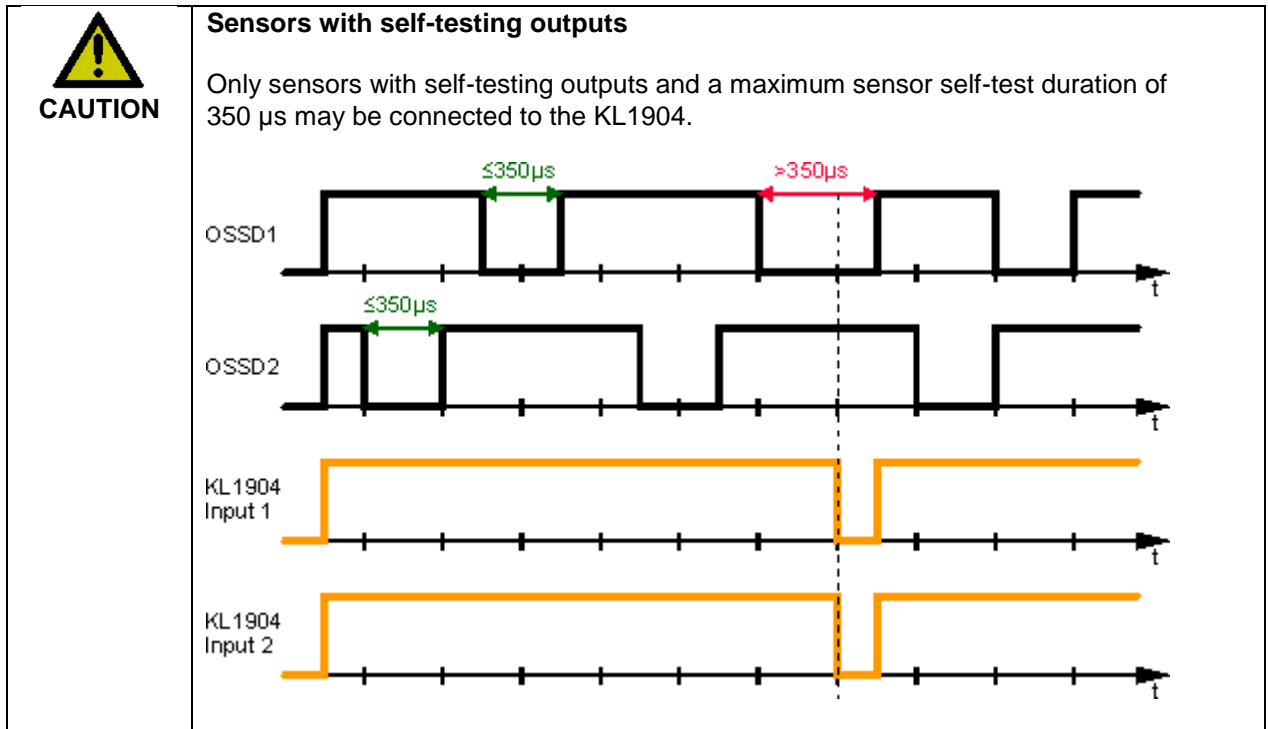 CAUTION
Sensors with self-testing outputs
Only sensors with self-testing outputs and a maximum sensor self-test duration of
350 µs may be connected to the KL1904.
≤350µs
>350µs
OSSD1
t
≤350µs
OSSD2
t
KL1904
Input 1
t
KL1904
Input 2
t